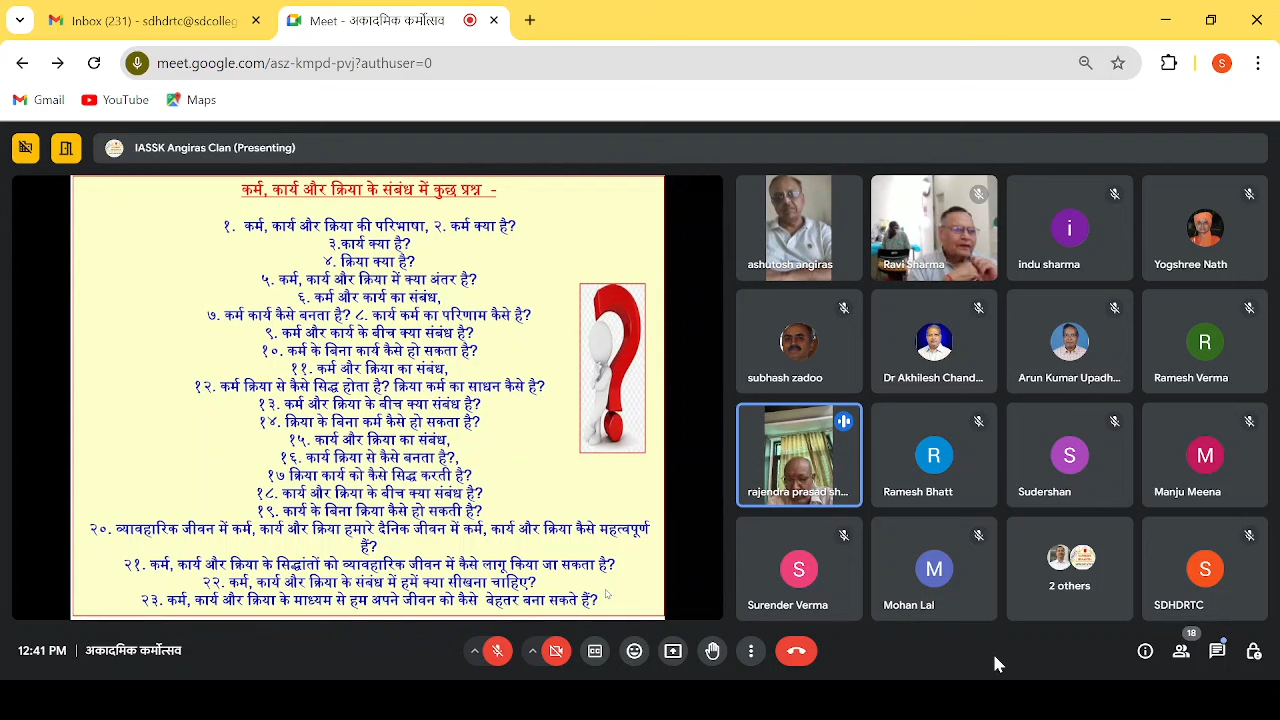 Inbox (231) - sdhdrtc@sdcolleg
Meet - अकादमिक कर्मोत्सव
meet.google.com/asz-kmpd-pvj?authuser=0
Gmail
YouTube
Maps
S
IASSK Angiras Clan (Presenting)
कर्म, कार्य और क्रिया के संबंध में कुछ प्रश्न -
१. कर्म, कार्य और क्रिया की परिभाषा, २. कर्म क्या है?
३.कार्य क्या है?
४. क्रिया क्या है?
५. कर्म, कार्य और क्रिया में क्या अंतर है?
६. कर्म और कार्य का संबंध,
७. कर्म कार्य कैसे बनता है? ८. कार्य कर्म का परिणाम कैसे है?
९. कर्म और कार्य के बीच क्या संबंध है?
१०. कर्म के बिना कार्य कैसे हो सकता है?
११. कर्म और क्रिया का संबंध,
१२. कर्म क्रिया से कैसे सिद्ध होता है? क्रिया कर्म का साधन कैसे है?
१३. कर्म और क्रिया के बीच क्या संबंध है?
१४. क्रिया के बिना कर्म कैसे हो सकता है?
१५. कार्य और क्रिया का संबंध,
१६. कार्य क्रिया से कैसे बनता है?,
१७ क्रिया कार्य को कैसे सिद्ध करती है?
१८. कार्य और क्रिया के बीच क्या संबंध है?
१९. कार्य के बिना क्रिया कैसे हो सकती है?
२०. व्यावहारिक जीवन में कर्म, कार्य और क्रिया हमारे दैनिक जीवन में कर्म, कार्य और क्रिया कैसे महत्वपूर्ण
हैं?
२१. कर्म, कार्य और क्रिया के सिद्धांतों को व्यावहारिक जीवन में कैसे लागू किया जा सकता है?
२२. कर्म, कार्य और क्रिया के संबंध में हमें क्या सीखना चाहिए?
२३. कर्म, कार्य और क्रिया के माध्यम से हम अपने जीवन को कैसे बेहतर बना सकते हैं?
ashutosh angiras
Ravi Sharma
i
indu sharma
Yogshree Nath
subhash zadoo
Dr Akhilesh Chand...
Arun Kumar Upadh...
R
Ramesh Verma
rajendra prasad sh...
R
Ramesh Bhatt
S
Sudershan
M
Manju Meena
S
Surender Verma
M
Mohan Lal
2 others
S
SDHDRTC
12:41 PM
अकादमिक कर्मोत्सव
18